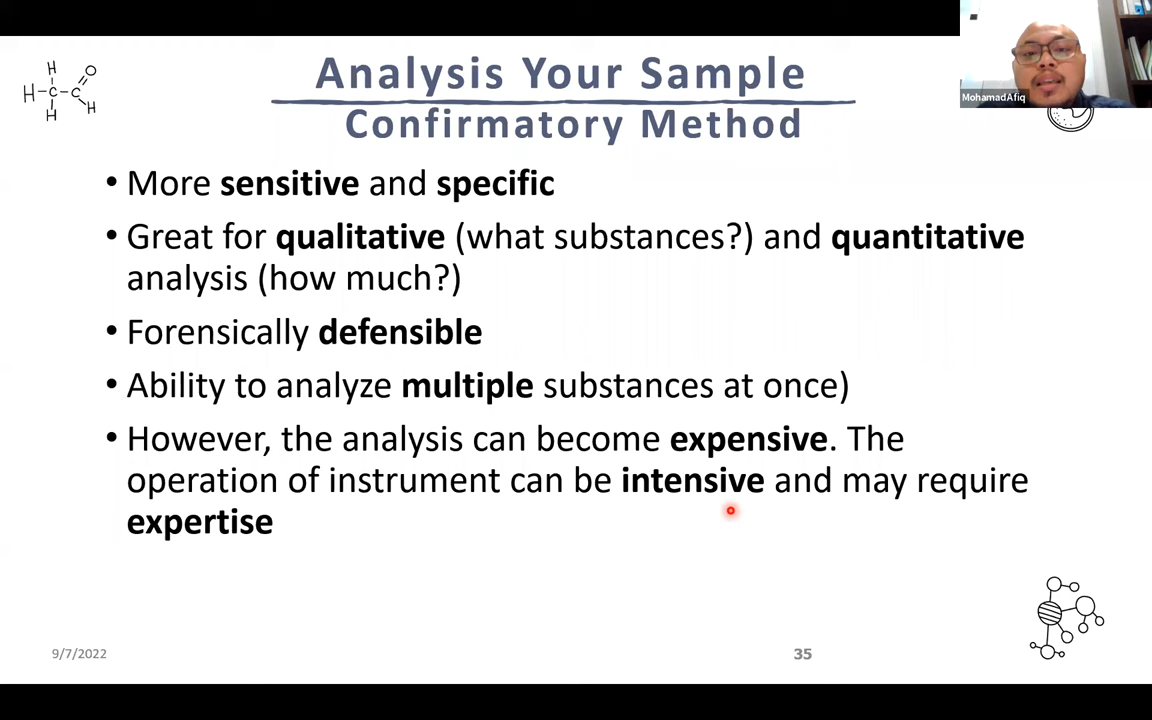 Analysis Your Sample
Confirmatory Method
MohamadAfiq
H
O
H-C-C
H
H
• More sensitive and specific
• Great for qualitative (what substances?) and quantitative
analysis (how much?)
• Forensically defensible
• Ability to analyze multiple substances at once)
• However, the analysis can become expensive. The
operation of instrument can be intensive and may require
expertise
9/7/2022
35